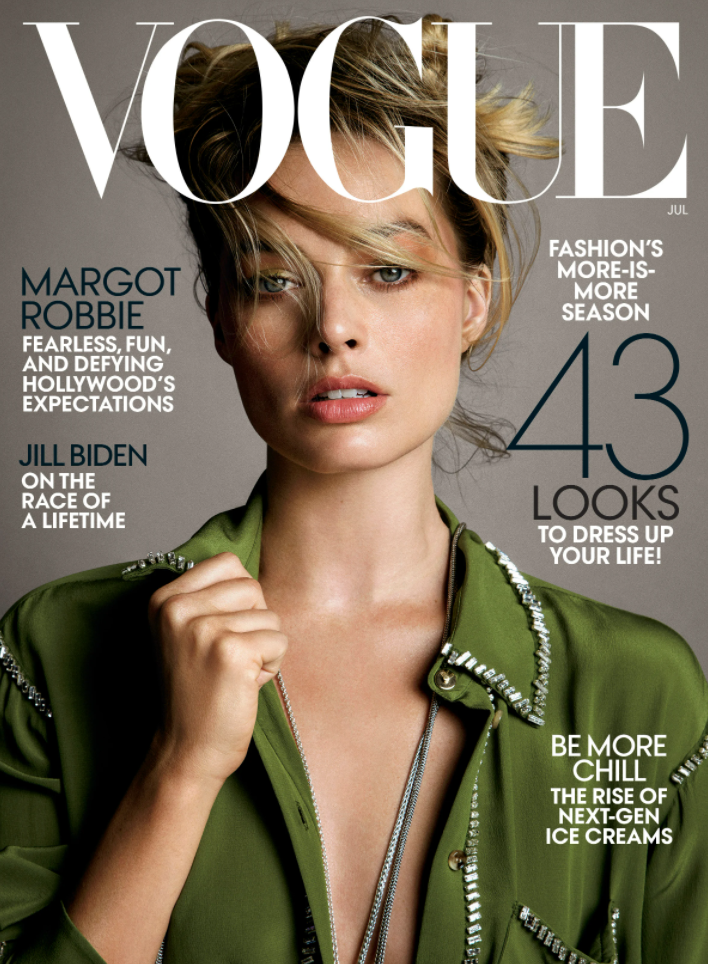 VOGUE
JUL
MARGOT
ROBBIE
FEARLESS, FUN,
AND DEFYING
HOLLYWOOD'S
EXPECTATIONS
JILL BIDEN
ON THE
RACE OF
A LIFETIME
FASHION'S
MORE-IS-
MORE
SEASON
43
LOOKS
TO DRESS UP
YOUR LIFE!
BE MORE
CHILL
THE RISE OF
NEXT-GEN
ICE CREAMS